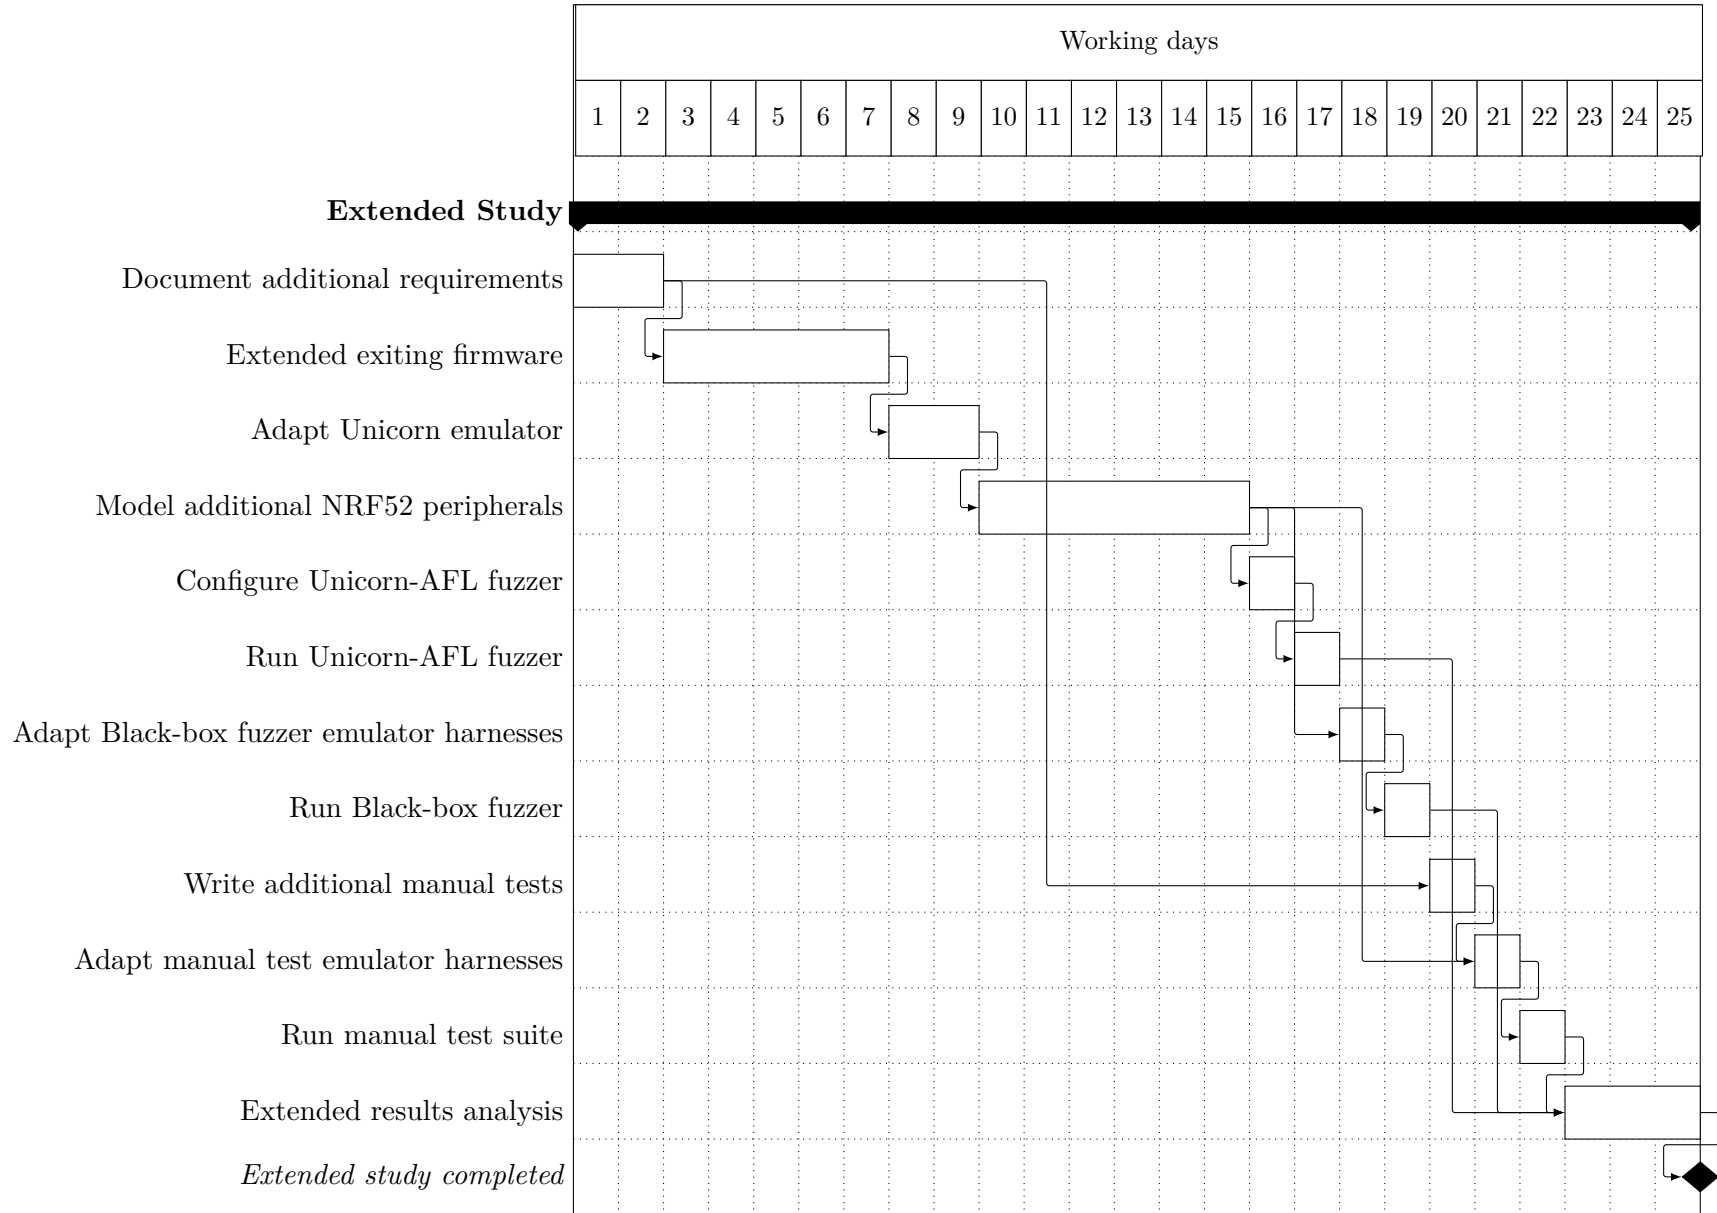 Working days
1 2 3 4 5 6 7 8 9 10 11 12 13 14 15 16 17 18 19 20 21 22 23 24 25
Extended Study
Document additional requirements
Extended exiting firmware
Adapt Unicorn emulator
Model additional NRF52 peripherals
Configure Unicorn-AFL fuzzer
Run Unicorn-AFL fuzzer
Adapt Black-box fuzzer emulator harnesses
Run Black-box fuzzer
Write additional manual tests
Adapt manual test emulator harnesses
Run manual test suite
Extended results analysis
Extended study completed